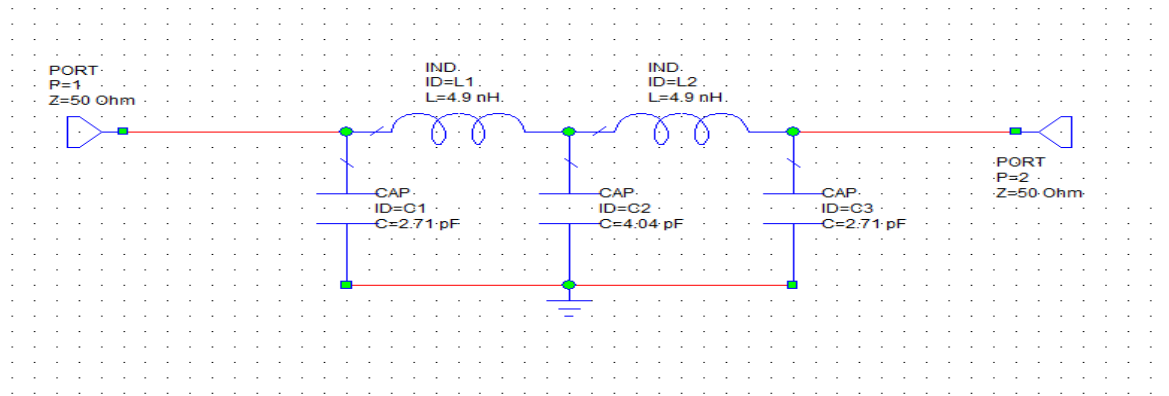 PORT
P=1
Z=50 Ohm
IND
ID=L1
L=4.9 nH
IND
ID=L2
L=4.9 nH
CAP
ID=C1
C=2.71 pF
CAP
ID=C2
C=4.04 pF
CAP
ID=C3
C=2.71 pF
PORT
P=2
Z=50 Ohm